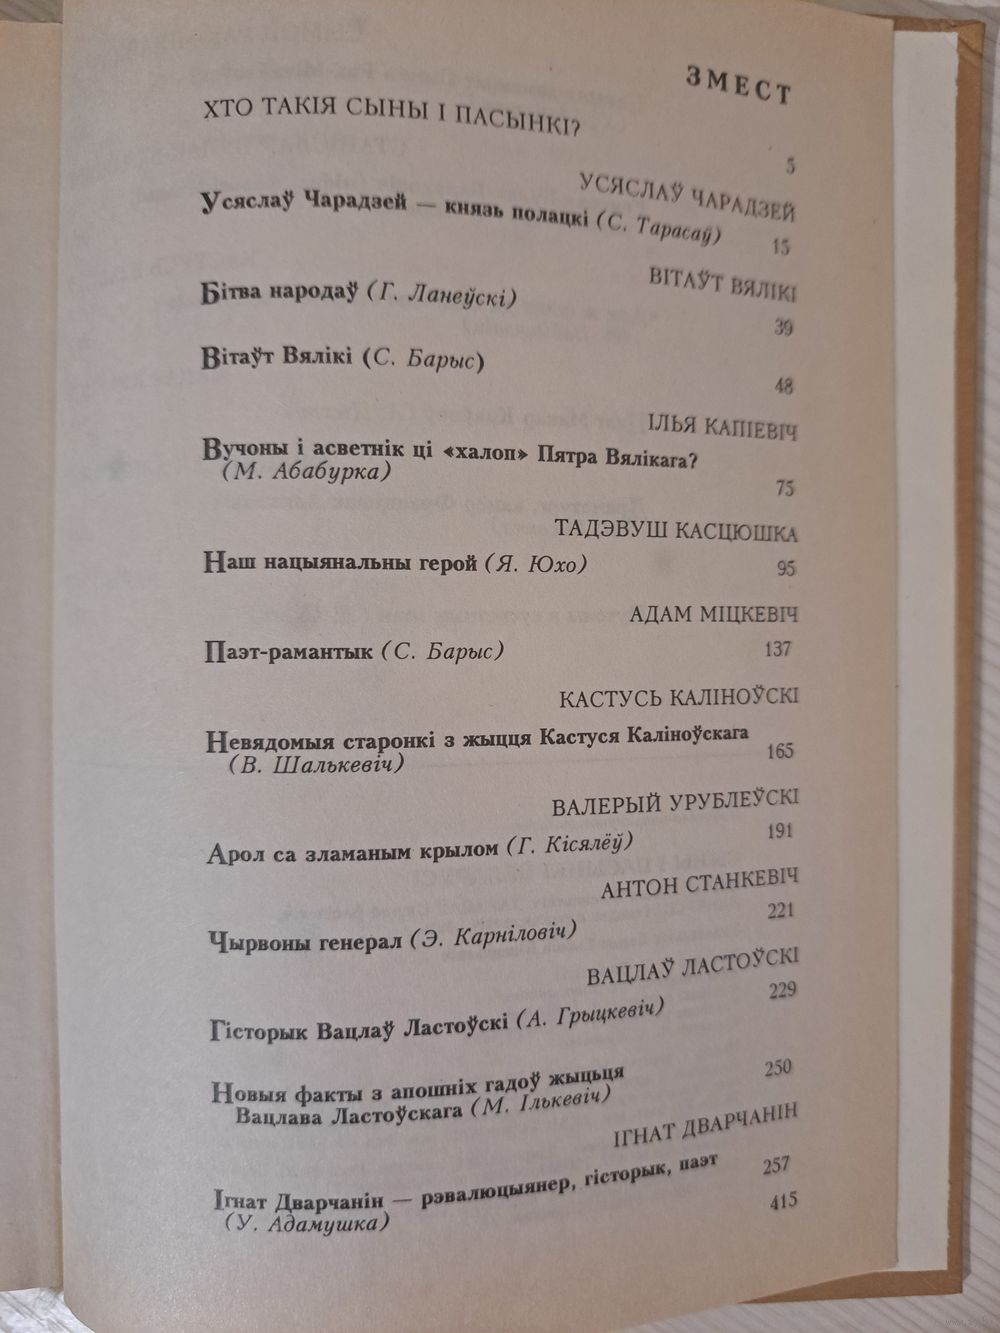 ЗМЕСТ
ХТО ТАКІЯ СЫНЫ І ПАСЫНКІ?
5
УСЯСЛАЎ ЧАРАДЗЕЙ
Усяслаў Чарадзей — князь полацкі (С. Тарасаў)
15
ВІТАЎТ ВЯЛІКІ
Бітва народаў (Г. Ланеўскі)
39
Вітаўт Вялікі (С. Барыс)
48
ІЛЬЯ КАПІЕВІЧ
Вучоны і асветнік ці «халоп» Пятра Вялікага?
(М. Абабурка)
75
ТАДЭВУШ КАСЦЮШКА
Наш нацыянальны герой (Я. Юхо)
95
АДАМ МІЦКЕВІЧ
Паэт-рамантык (С. Барыс)
137
КАСТУСЬ КАЛІНОЎСКІ
Невядомыя старонкі з жыцця Кастуся Каліноўскага
(В. Шалькевіч)
165
ВАЛЕРЫЙ УРУБЛЕЎСКІ
Арол са зламаным крылом (Г. Кісялёў)
191
АНТОН СТАНКЕВІЧ
Чырвоны генерал (Э. Карніловіч)
221
ВАЦЛАЎ ЛАСТОЎСКІ
Гісторык Вацлаў Ластоўскі (А. Грыцкевіч)
229
Новыя факты з апошніх гадоў жыцьця
Вацлава Ластоўскага (М.Ількевіч)
250
ІГНАТ ДВАРЧАНІН
Ігнат Дварчанін — рэвалюцыянер, гісторык, паэт
(У. Адамушка)
257
415